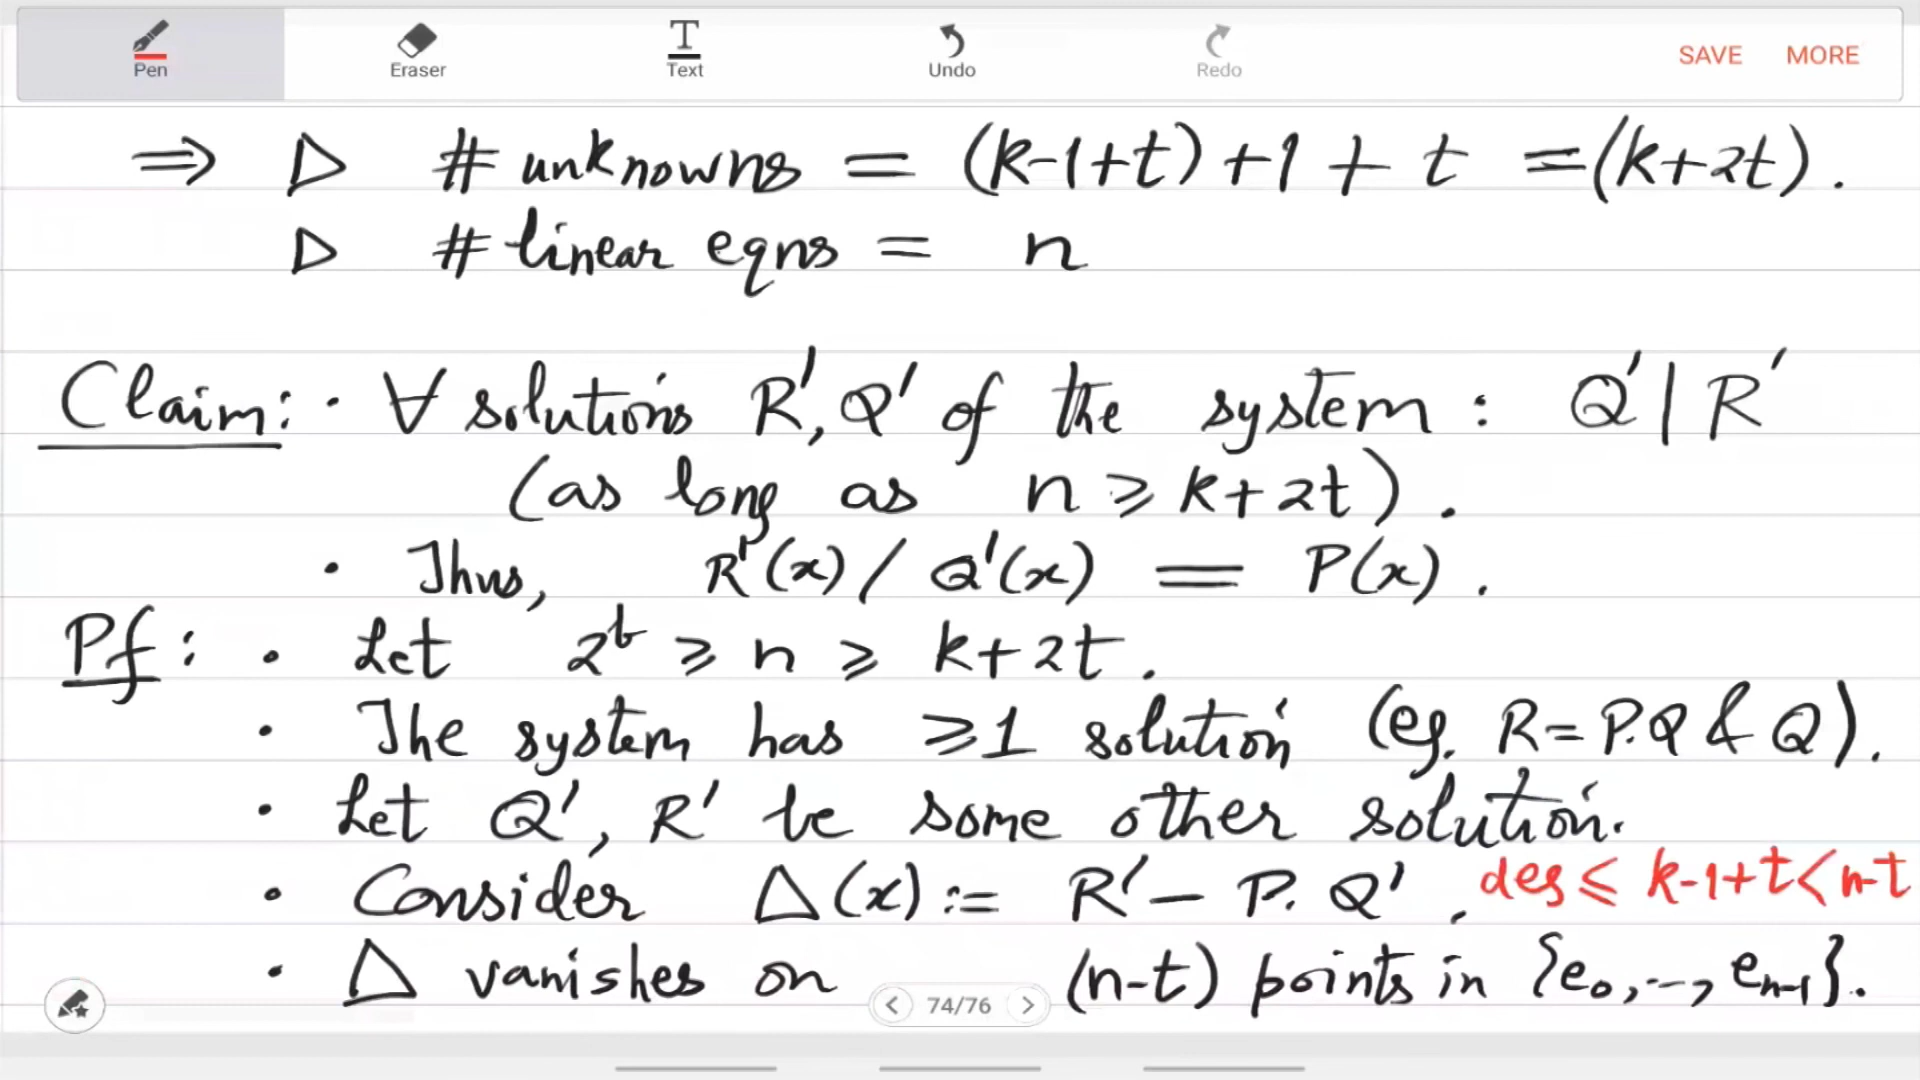 Pen Eraser Text Undo Redo SAVE MORE
⇒ ▷ # unknowns = (k-1+t)+1 + t = (k+2t).
▷ # linear eqns = n
Claim: · ∀ solutions R', Q' of the system : Q' | R'
(as long as n ≥ k+2t).
· Thus, R'(x) / Q'(x) = P(x).
Pf: · Let 2^b ≥ n ≥ k+2t.
· The system has ≥1 solution (eg. R = P.Q & Q).
· Let Q', R' be some other solution.
· Consider Δ(x) := R' - P. Q'. deg ≤ k-1+t < n-t
· Δ vanishes on (n-t) points in {e₀,..., eₙ₋₁}.
74/76